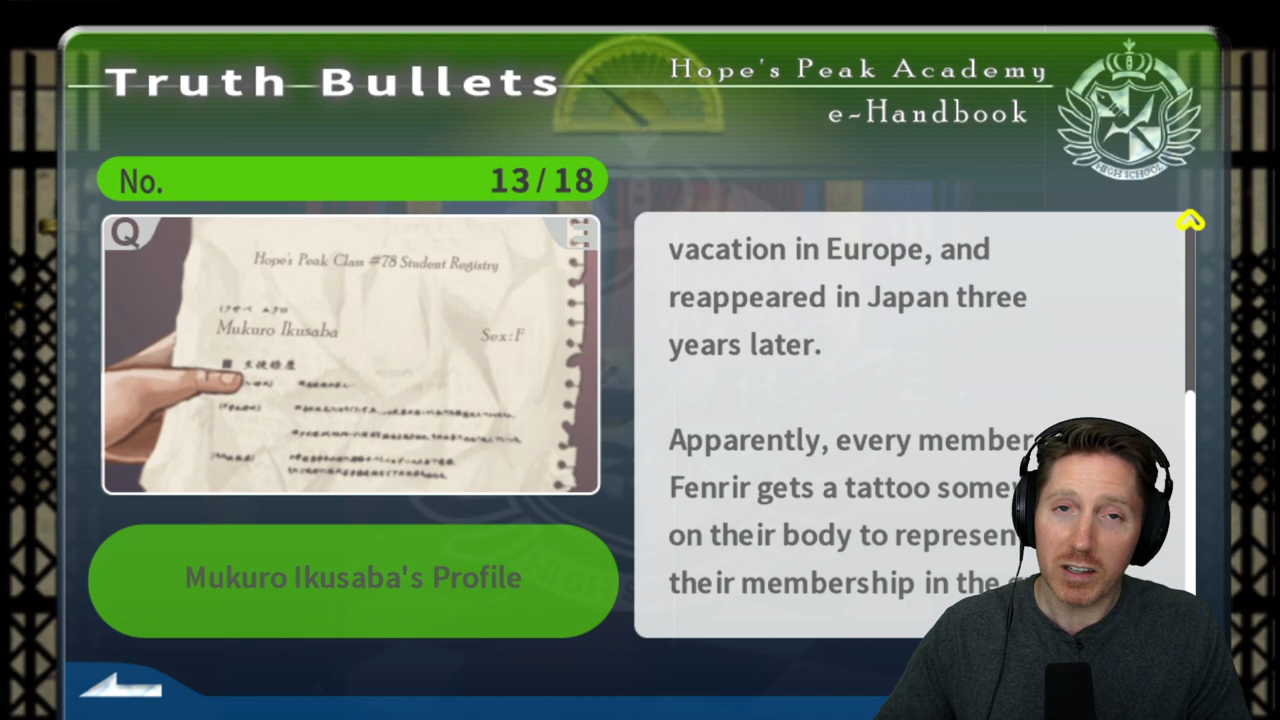 Truth Bullets
Hope's Peak Academy
e-Handbook
HIGH SCHOOL
No.
13/18
Q
Hope's Peak Class #78 Student Registry
Mukuro Ikusaba
Sex:F
Mukuro Ikusaba's Profile
vacation in Europe, and
reappeared in Japan three
years later.
Apparently, every member
Fenrir gets a tattoo
on their body to
their membership in the